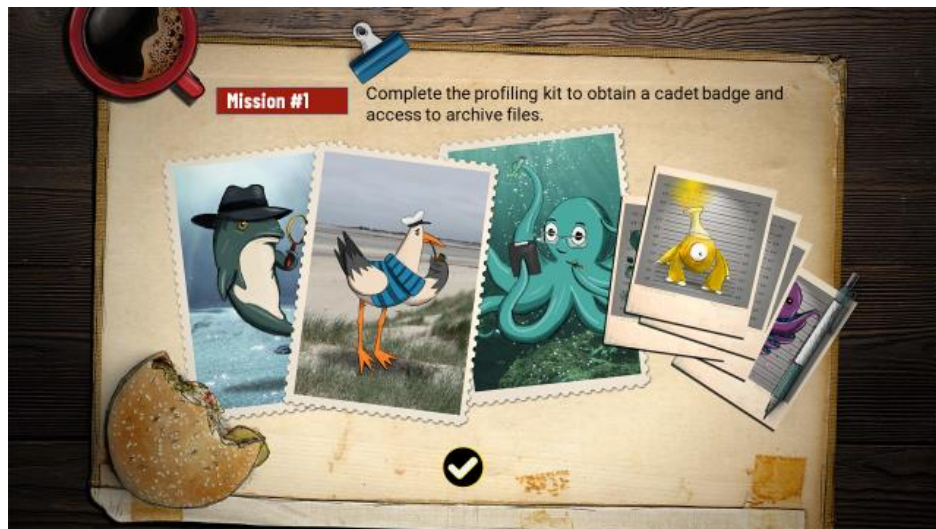 Mission #1
Complete the profiling kit to obtain a cadet badge and
access to archive files.